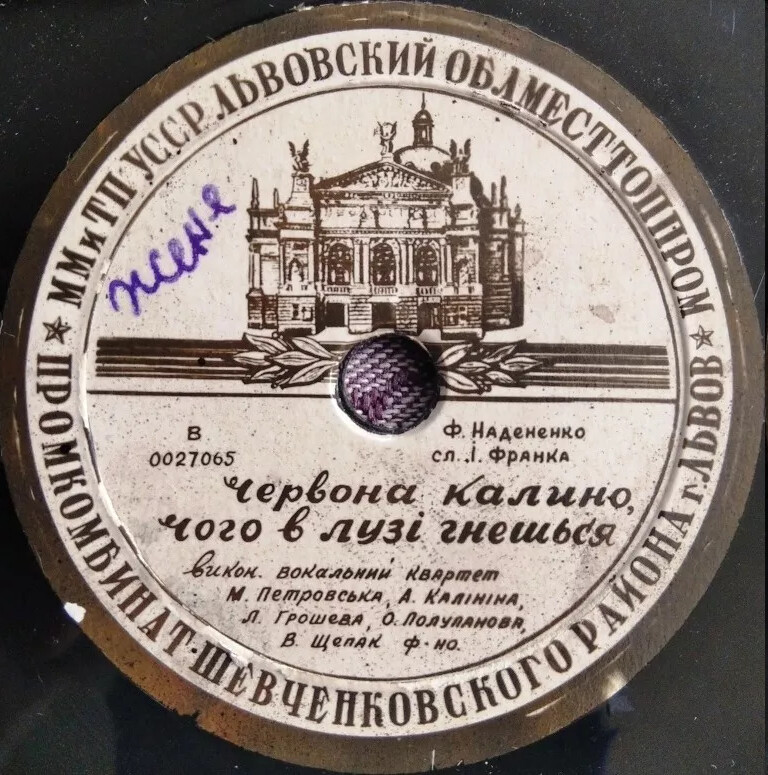 ММиТП УССР ЛЬВОВСКИЙ ОБЛМЕСТТОППРОМ
ПРОМКОМБИНАТ ШЕВЧЕНКОВСКОГО РАЙОНА г. ЛЬВОВ
женя
В
0027065
Ф. Надененко
сл. І. Франка
Червона калино,
чого в лузі гнешься
викон. вокальний квартет
М. Петровська, А. Калініна,
Л. Грошева, О. Полупанова,
В. Щепак ф-но.